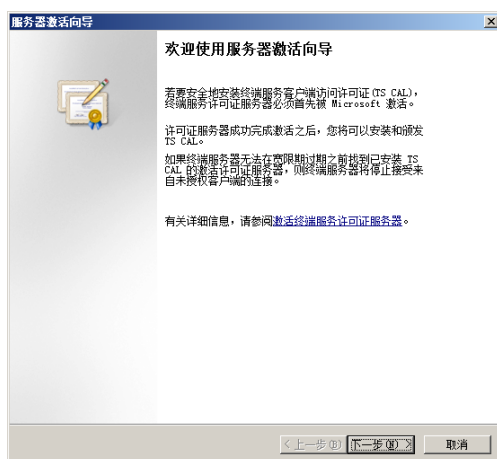 服务器激活向导
欢迎使用服务器激活向导
若要安全地安装终端服务客户端访问许可证(TS CAL),
终端服务许可证服务器必须首先被 Microsoft 激活。
许可证服务器成功完成激活之后，您将可以安装和颁发
TS CAL。
如果终端服务器无法在宽限期过期之前找到已安装 TS
CAL 的激活许可证服务器，则终端服务器将停止接受来
自未授权客户端的连接。
有关详细信息，请参阅激活终端服务许可证服务器。
<上一步(B) 下一步(N)> 取消